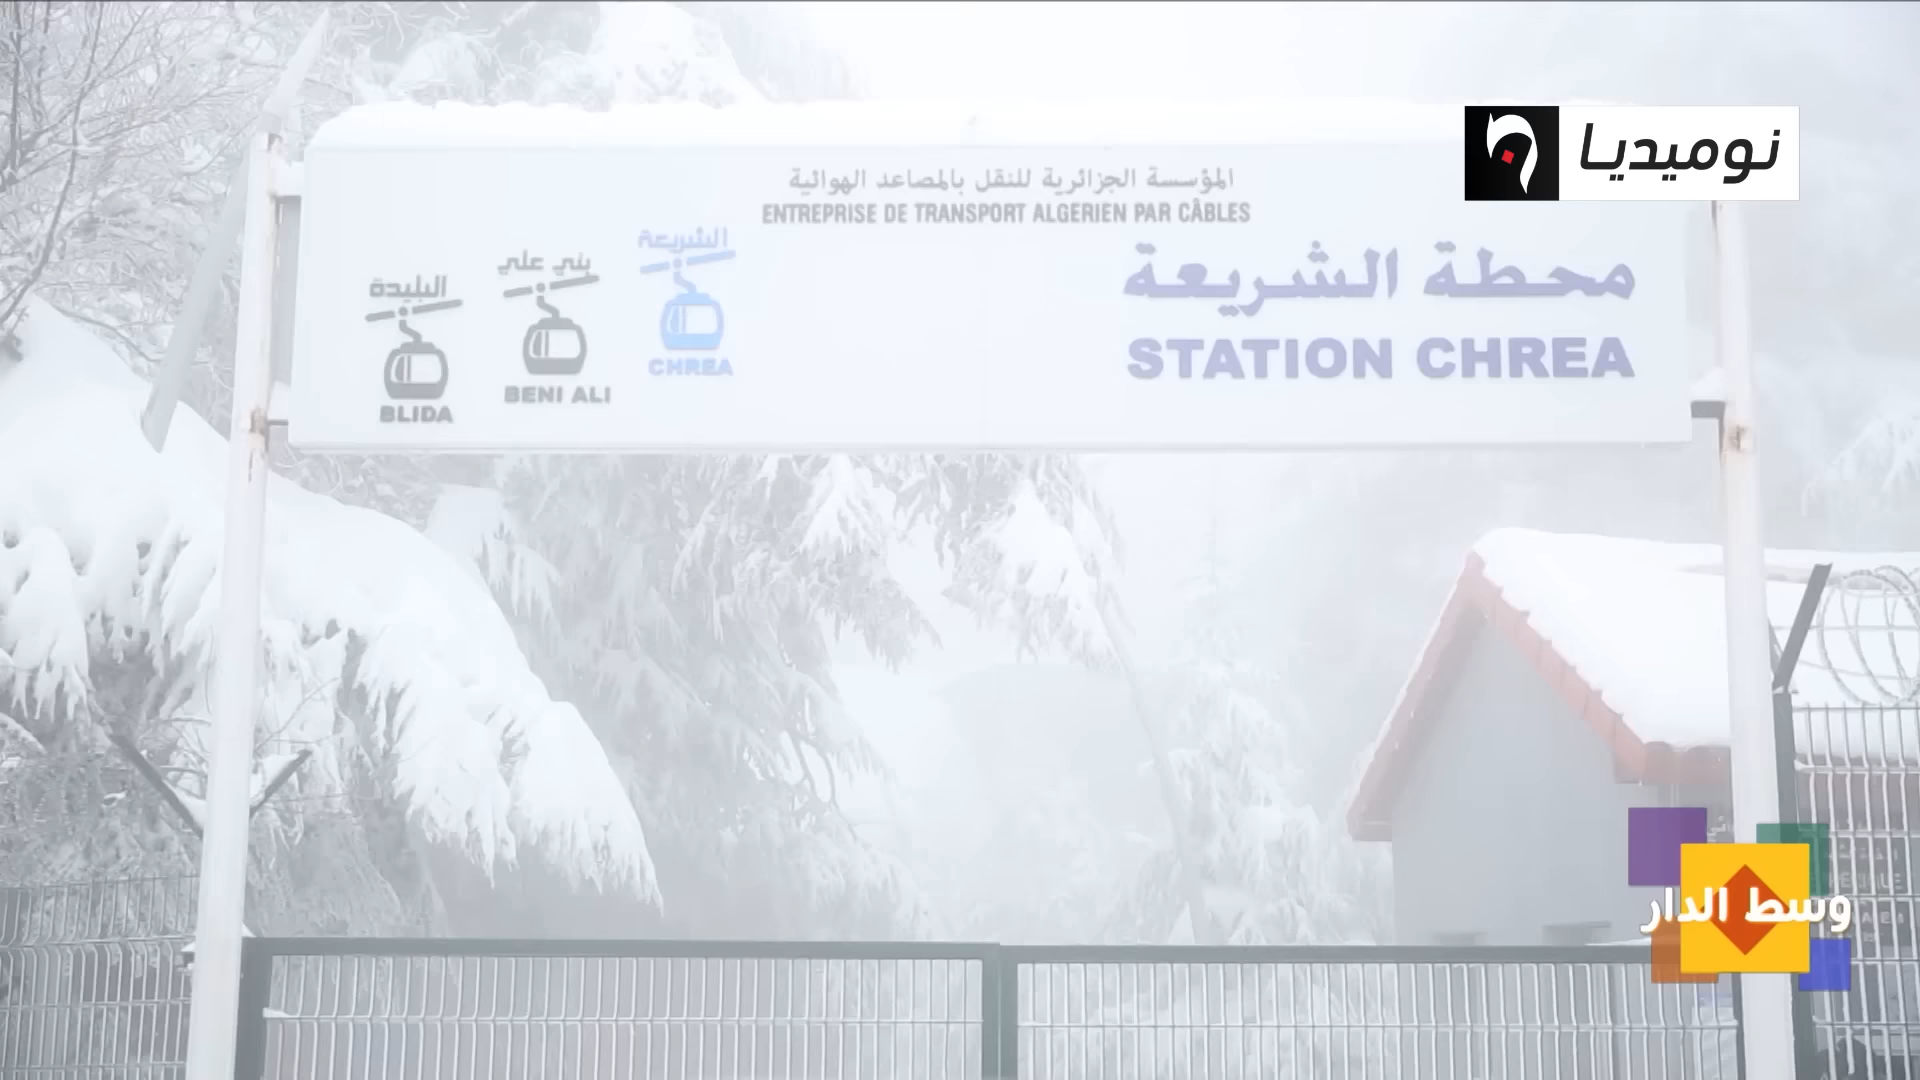 المؤسسة الجزائرية للنقل بالمصاعد الهوائية
ENTREPRISE DE TRANSPORT ALGERIEN PAR CÂBLES
محطة الشريعة
STATION CHREA
الشريعة
CHREA
بني علي
BENI ALI
البليدة
BLIDA
نوميديا
وسط الدار